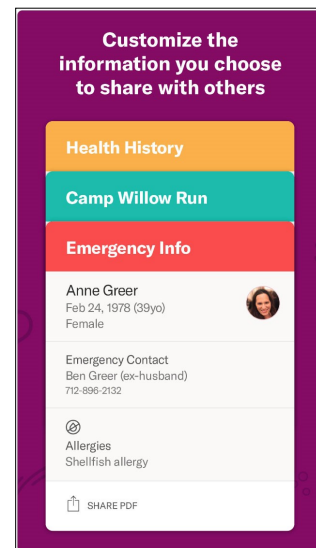 Customize the
information you choose
to share with others
Health History
Camp Willow Run
Emergency Info
Anne Greer
Feb 24, 1978 (39yo)
Female
Emergency Contact
Ben Greer (ex-husband)
712-896-2132
Allergies
Shellfish allergy
SHARE PDF